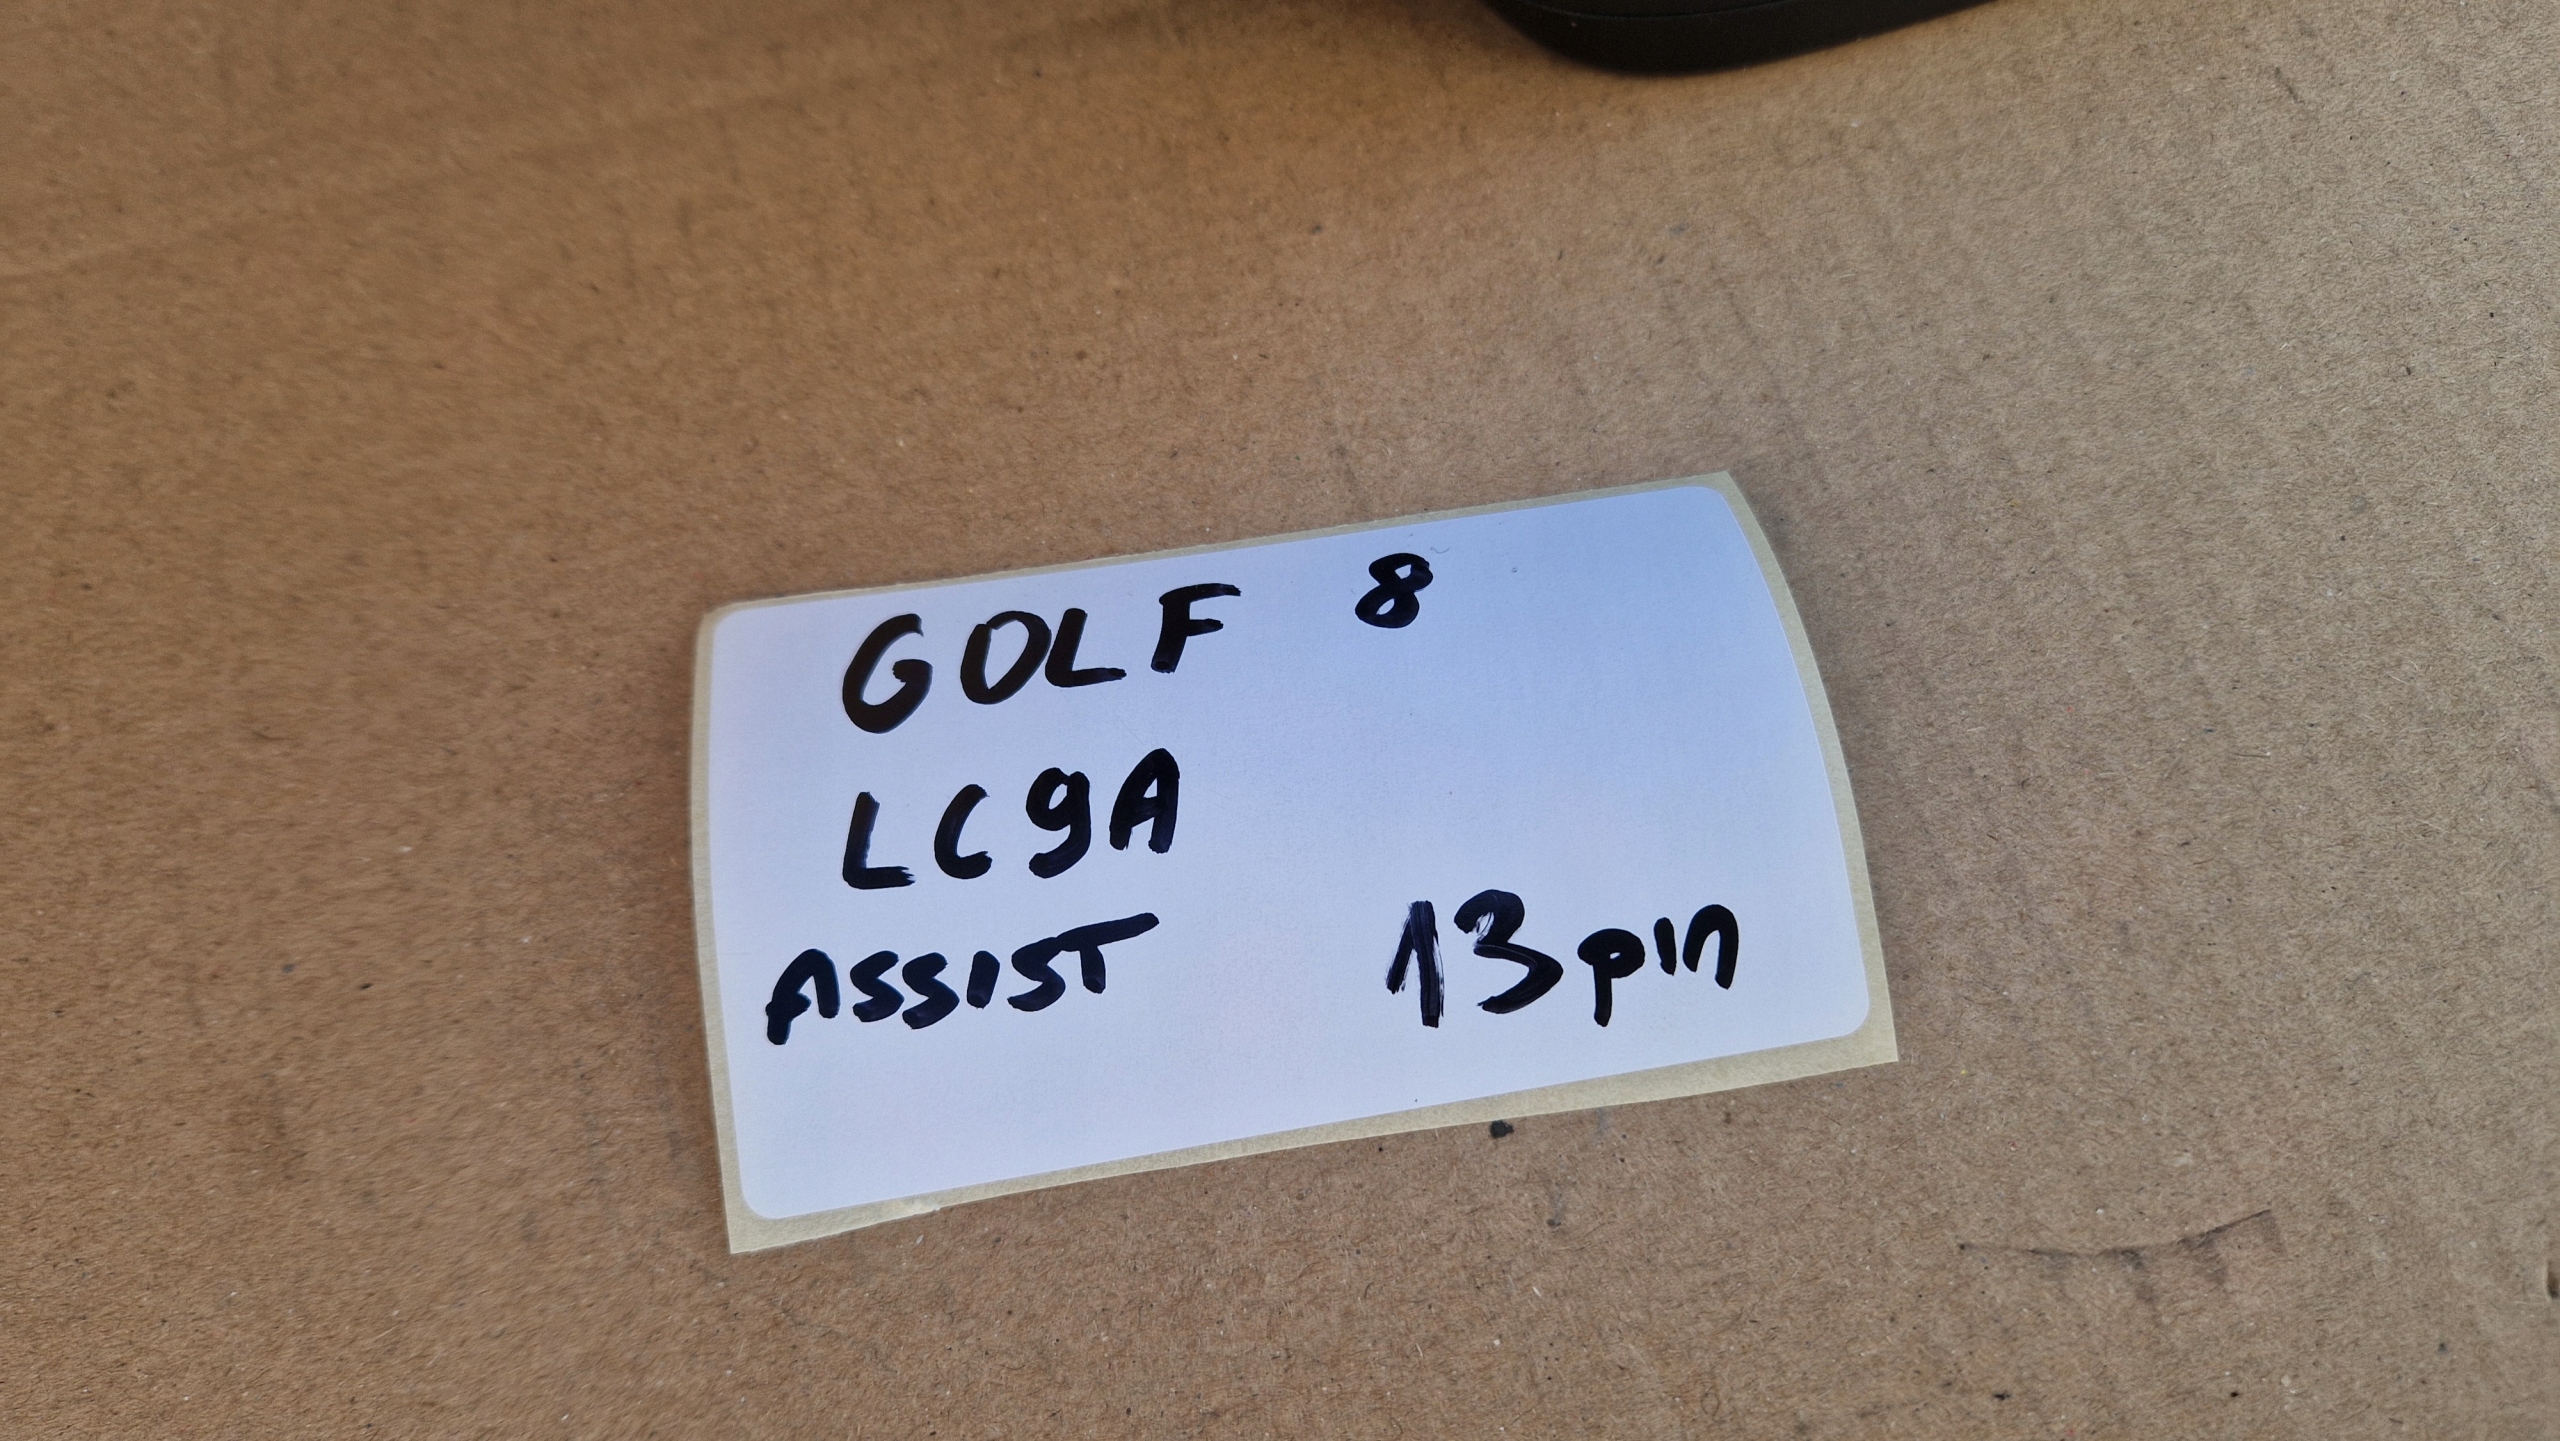 GOLF 8
LC9A
ASSIST 13pin